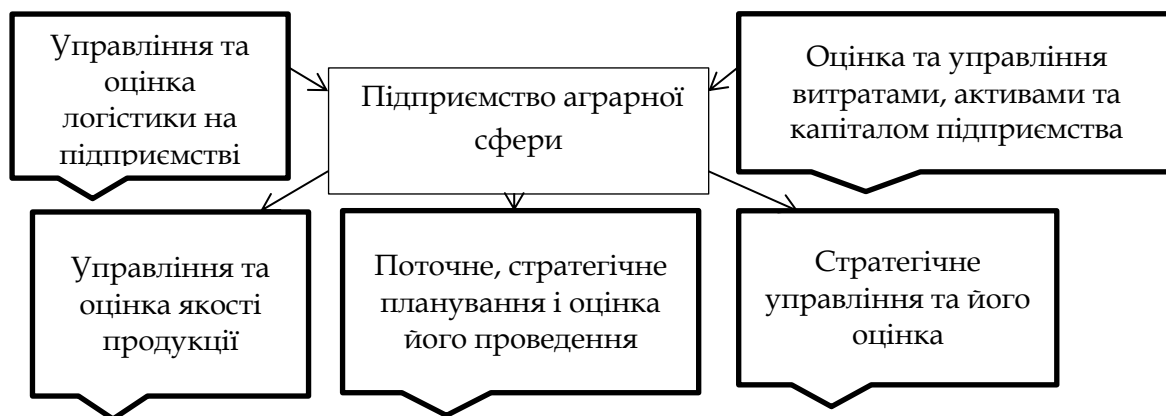 Управління та
оцінка
логістики на
підприємстві
Підприємство аграрної
сфери
Оцінка та управління
витратами, активами та
капіталом підприємства
Управління та
оцінка якості
продукції
Поточне, стратегічне
планування і оцінка
його проведення
Стратегічне
управління та його
оцінка